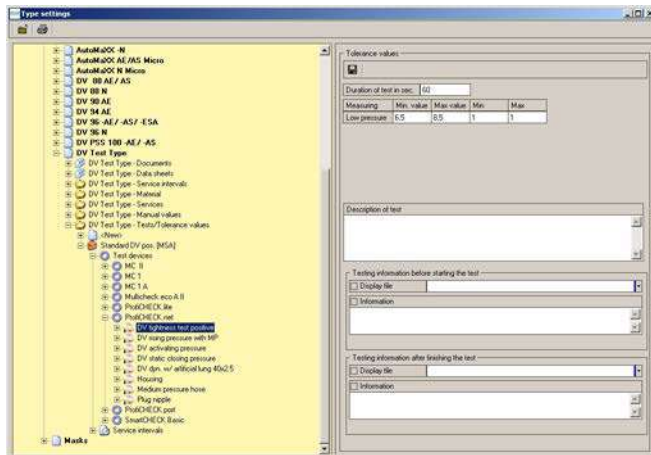 Type settings
AutoMaXX -N
AutoMaXX AE/AS Micro
AutoMaXX N Micro
DV 88 AE / AS
DV 88 N
DV 90 AE
DV 94 AE
DV 96 -AE/ -AS/ -ESA
DV 96 N
DV PSS 100 -AE/ -AS
DV Test Type
DV Test Type - Documents
DV Test Type - Data sheets
DV Test Type - Service intervals
DV Test Type - Material
DV Test Type - Services
DV Test Type - Manual values
DV Test Type - Tests/Tolerance values
<New>
Standard DV pos. [MSA]
Test devices
MC II
MC 1
MC 1 A
Multicheck eco A II
ProfiCHECK.lite
ProfiCHECK.net
DV tightness test positive
DV rising pressure with MP
DV activating pressure
DV static closing pressure
DV dyn. w/ artificial lung 40x2.5
Housing
Medium pressure hose
Plug nipple
ProfiCHECK.port
SmartCHECK Basic
Service intervals
Masks
Tolerance values
Duration of test in sec. 60
Measuring Min. value Max value Min Max
Low pressure 6.5 8.5 1 1
Description of test
Testing information before starting the test
Display file
Information
Testing information after finishing the test
Display file
Information